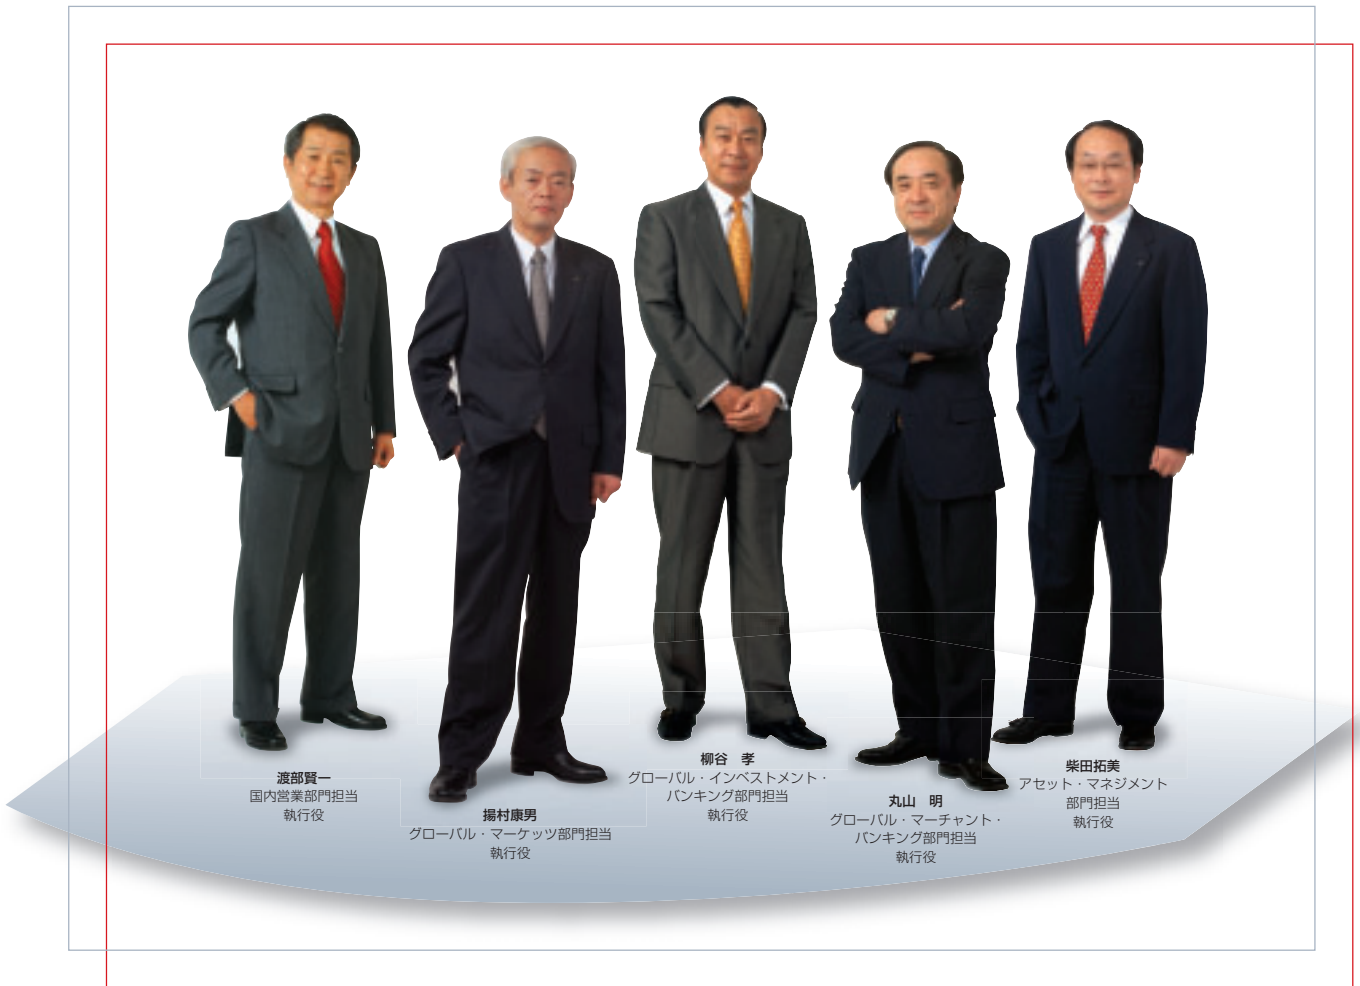 渡部賢一
国内営業部門担当
執行役
揚村康男
グローバル・マーケッツ部門担当
執行役
柳谷　孝
グローバル・インベストメント・
バンキング部門担当
執行役
丸山　明
グローバル・マーチャント・
バンキング部門担当
執行役
柴田拓美
アセット・マネジメント
部門担当
執行役